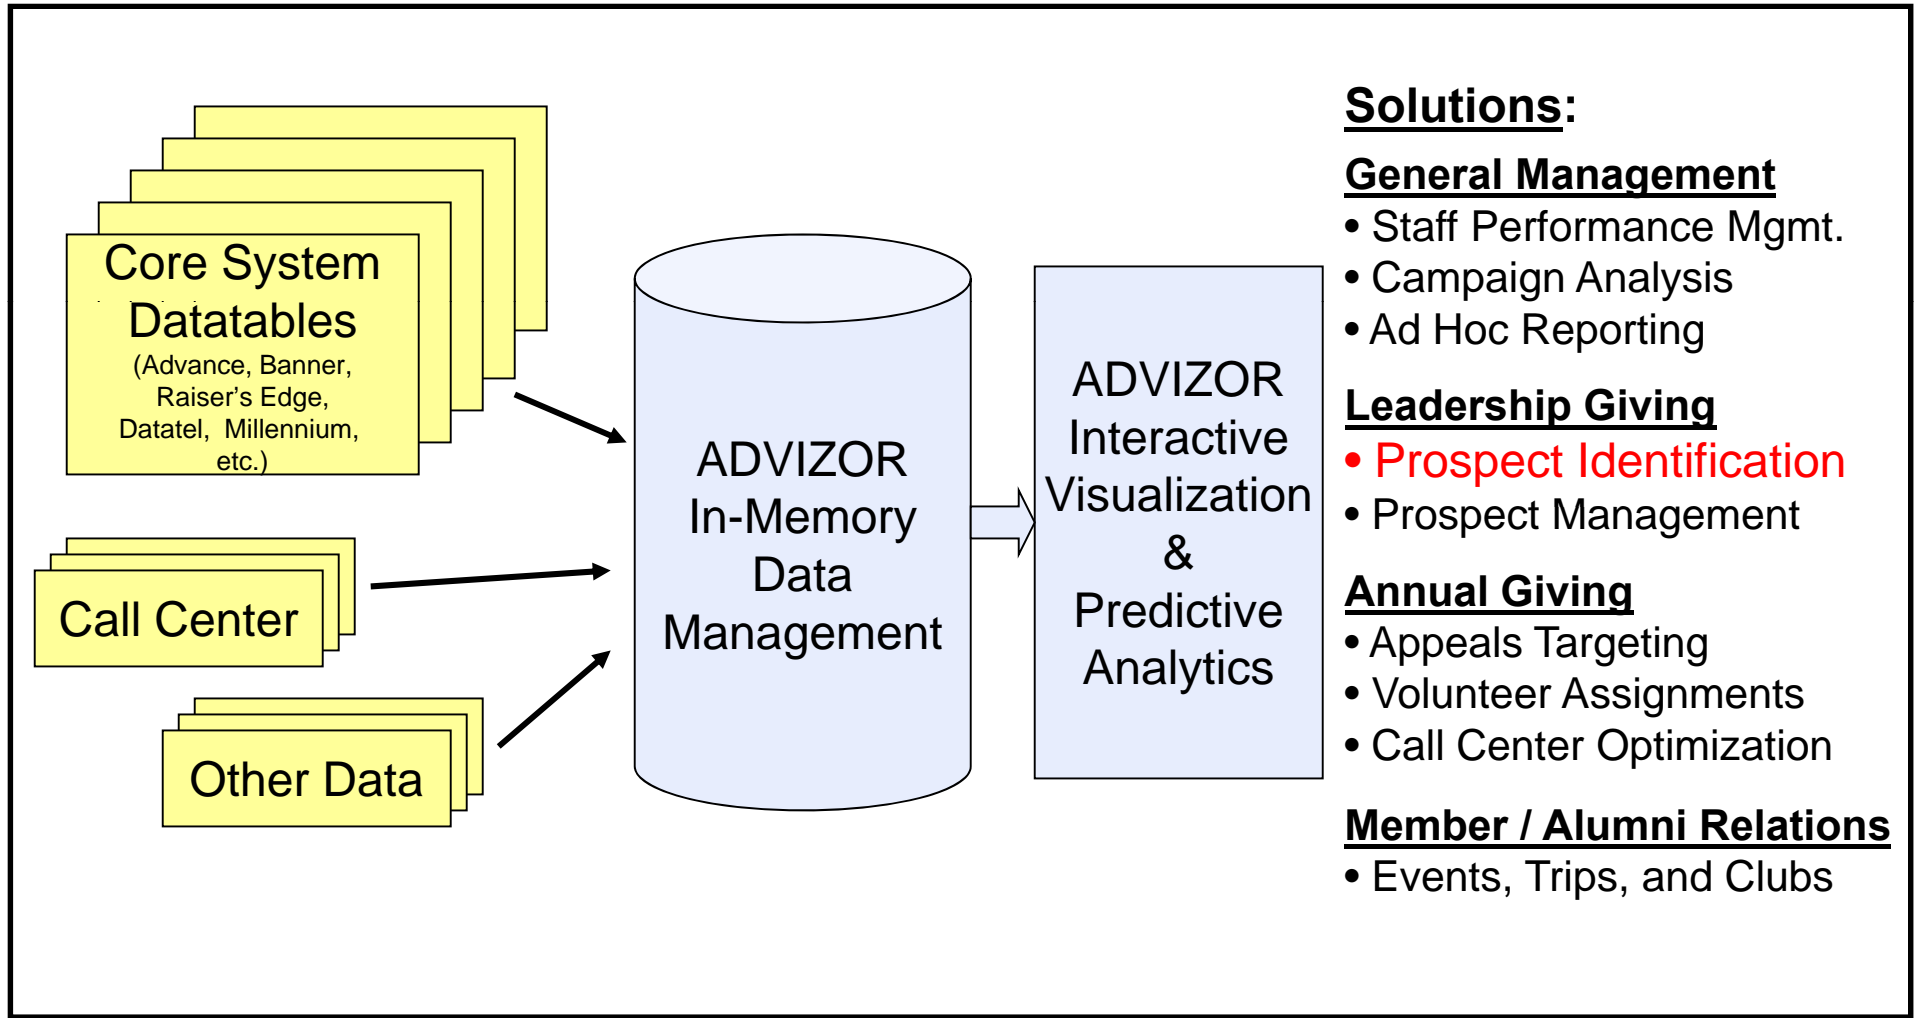 Core System
Datatables
(Advance, Banner,
Raiser’s Edge,
Datatel, Millennium,
etc.)
Call Center
Other Data
ADVIZOR
In-Memory
Data
Management
ADVIZOR
Interactive
Visualization
&
Predictive
Analytics
Solutions:
General Management
• Staff Performance Mgmt.
• Campaign Analysis
• Ad Hoc Reporting
Leadership Giving
• Prospect Identification
• Prospect Management
Annual Giving
• Appeals Targeting
• Volunteer Assignments
• Call Center Optimization
Member / Alumni Relations
• Events, Trips, and Clubs